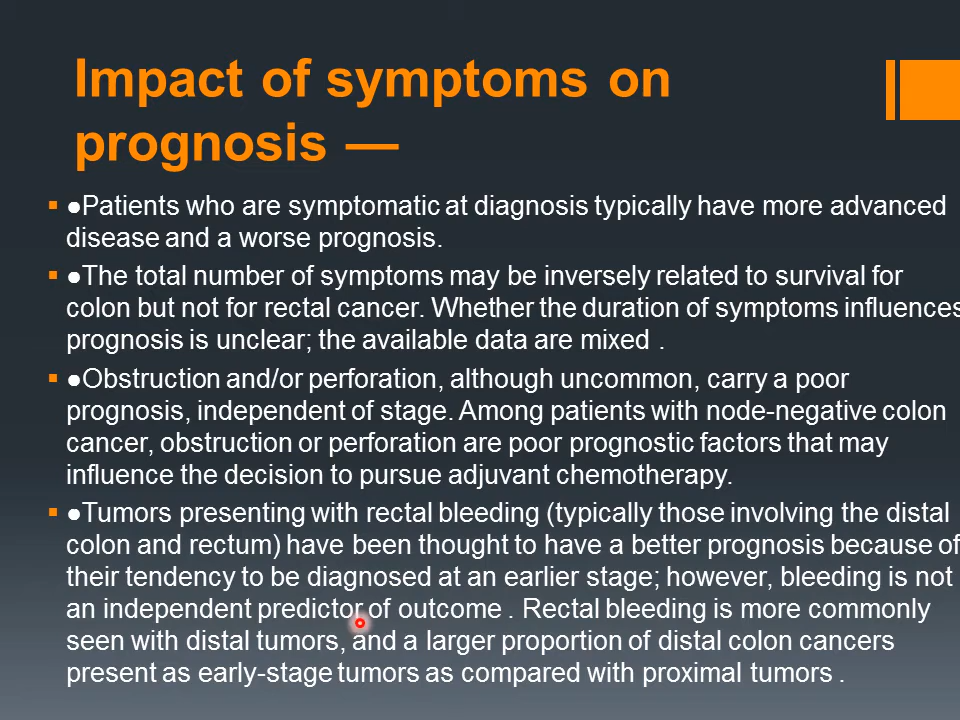 Impact of symptoms on
prognosis —
▪ ●Patients who are symptomatic at diagnosis typically have more advanced
disease and a worse prognosis.
▪ ●The total number of symptoms may be inversely related to survival for
colon but not for rectal cancer. Whether the duration of symptoms influences
prognosis is unclear; the available data are mixed .
▪ ●Obstruction and/or perforation, although uncommon, carry a poor
prognosis, independent of stage. Among patients with node-negative colon
cancer, obstruction or perforation are poor prognostic factors that may
influence the decision to pursue adjuvant chemotherapy.
▪ ●Tumors presenting with rectal bleeding (typically those involving the distal
colon and rectum) have been thought to have a better prognosis because of
their tendency to be diagnosed at an earlier stage; however, bleeding is not
an independent predictor of outcome . Rectal bleeding is more commonly
seen with distal tumors, and a larger proportion of distal colon cancers
present as early-stage tumors as compared with proximal tumors .